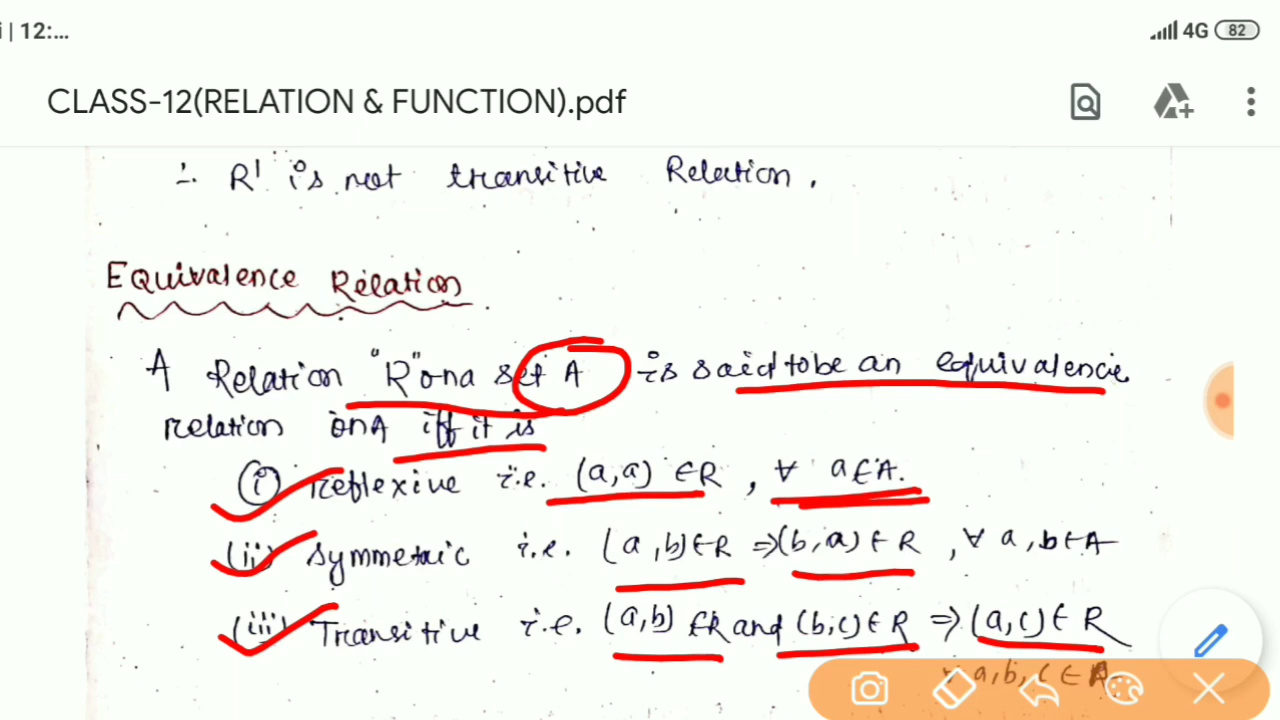 i | 12:...
4G 82
CLASS-12(RELATION & FUNCTION).pdf
∴ R' is not transitive Relation.
Equivalence Relation
A Relation "R" on a set A is said to be an equivalence
relation on A iff it is
(i) reflexive i.e. (a,a) ∈ R, ∀ a ∈ A.
(ii) Symmetric i.e. (a,b) ∈ R ⇒ (b,a) ∈ R, ∀ a,b ∈ A
(iii) Transitive i.e. (a,b) ∈ R and (b,c) ∈ R ⇒ (a,c) ∈ R
∀ a,b,c ∈ A